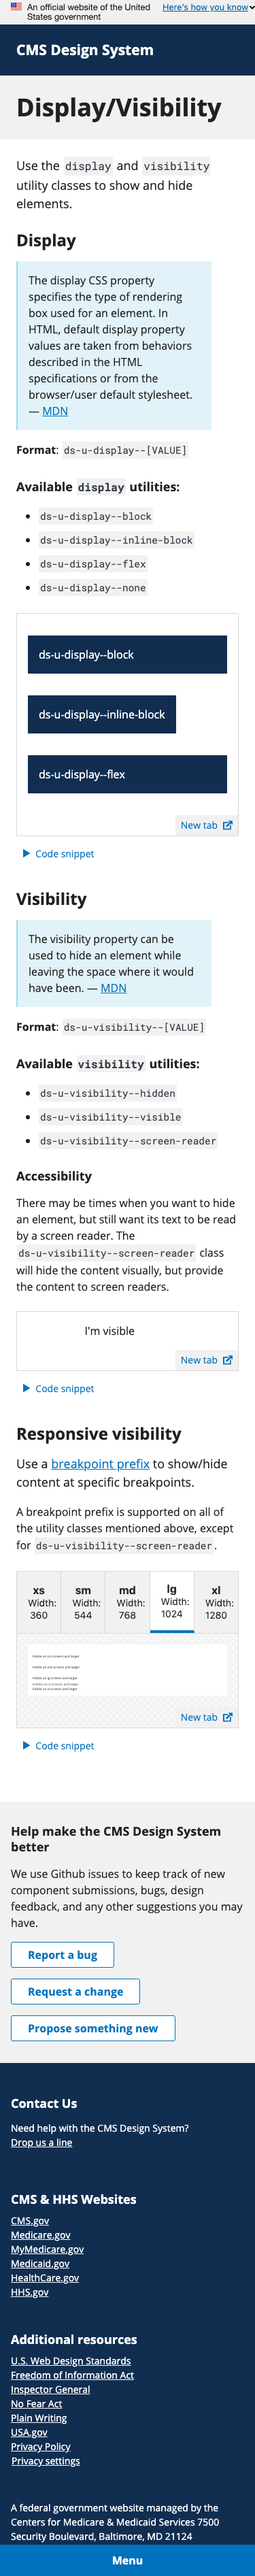 An official website of the United States government
Here's how you know
CMS Design System
Display/Visibility
Use the display and visibility
utility classes to show and hide
elements.
Display
The display CSS property
specifies the type of rendering
box used for an element. In
HTML, default display property
values are taken from behaviors
described in the HTML
specifications or from the
browser/user default stylesheet.
— MDN
Format: ds-u-display--[VALUE]
Available display utilities:
ds-u-display--block
ds-u-display--inline-block
ds-u-display--flex
ds-u-display--none
ds-u-display--block
ds-u-display--inline-block
ds-u-display--flex
New tab
Code snippet
Visibility
The visibility property can be
used to hide an element while
leaving the space where it would
have been. — MDN
Format: ds-u-visibility--[VALUE]
Available visibility utilities:
ds-u-visibility--hidden
ds-u-visibility--visible
ds-u-visibility--screen-reader
Accessibility
There may be times when you want to hide
an element, but still want its text to be read
by a screen reader. The
ds-u-visibility--screen-reader class
will hide the content visually, but provide
the content to screen readers.
I'm visible
New tab
Code snippet
Responsive visibility
Use a breakpoint prefix to show/hide
content at specific breakpoints.
A breakpoint prefix is supported on all of
the utility classes mentioned above, except
for ds-u-visibility--screen-reader.
xs Width: 360
sm Width: 544
md Width: 768
lg Width: 1024
xl Width: 1280
New tab
Code snippet
Help make the CMS Design System
better
We use Github issues to keep track of new
component submissions, bugs, design
feedback, and any other suggestions you may
have.
Report a bug
Request a change
Propose something new
Contact Us
Need help with the CMS Design System?
Drop us a line
CMS & HHS Websites
CMS.gov
Medicare.gov
MyMedicare.gov
Medicaid.gov
HealthCare.gov
HHS.gov
Additional resources
U.S. Web Design Standards
Freedom of Information Act
Inspector General
No Fear Act
Plain Writing
USA.gov
Privacy Policy
Privacy settings
A federal government website managed by the
Centers for Medicare & Medicaid Services 7500
Security Boulevard, Baltimore, MD 21124
Menu